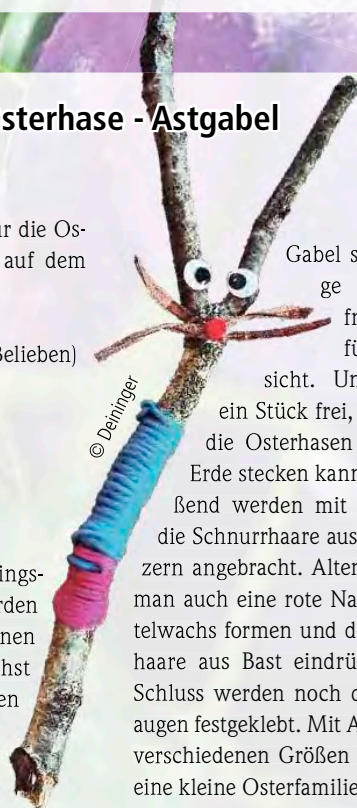 sterhase - Astgabel
ur die Os-
auf dem
Belieben)
ings-
rden
nen
hst
en
© Deininger
Gabel s
ge
fr
fü
sicht. Un
ein Stück frei,
die Osterhasen
Erde stecken kann
ßend werden mit
die Schnurrhaare aus
zern angebracht. Alter
man auch eine rote Na
telwachs formen und d
haare aus Bast eindrü
Schluss werden noch d
augen festgeklebt. Mit A
verschiedenen Größen
eine kleine Osterfamilie